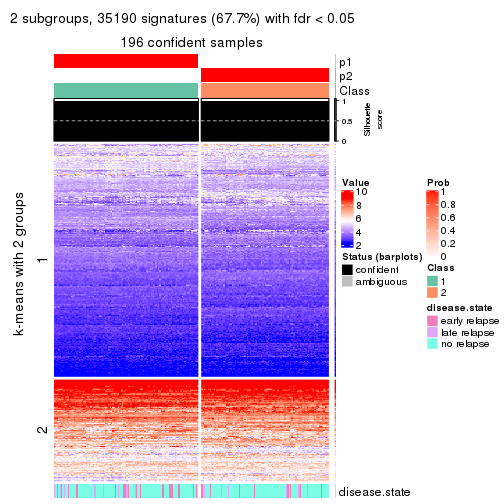 2 subgroups, 35190 signatures (67.7%) with fdr < 0.05
196 confident samples
p1
p2
Class
1
0.5
0
Silhouette
score
k-means with 2 groups
1
2
disease.state
Value
10
8
6
4
2
Status (barplots)
confident
ambiguous
Prob
1
0.8
0.6
0.4
0.2
0
Class
1
2
disease.state
early relapse
late relapse
no relapse